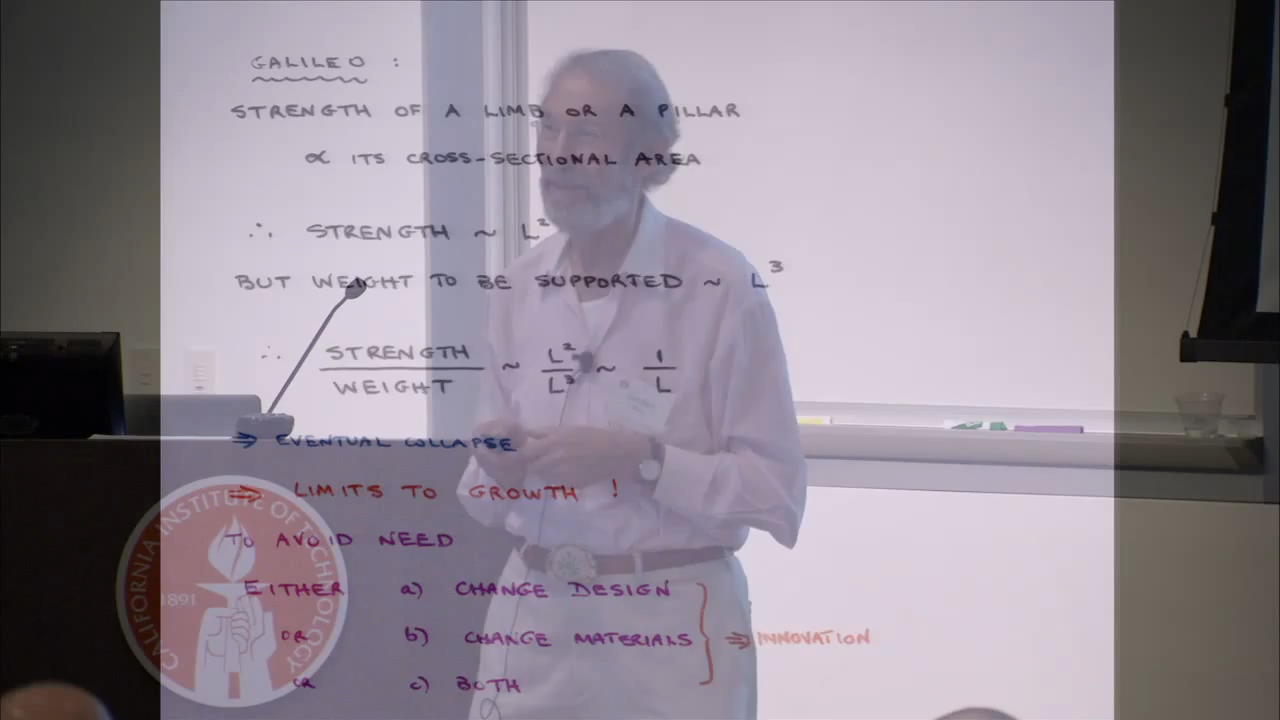 GALILEO :
STRENGTH OF A LIMB OR A PILLAR
∝ ITS CROSS-SECTIONAL AREA
∴ STRENGTH ~ L²
BUT WEIGHT TO BE SUPPORTED ~ L³
∴ STRENGTH / WEIGHT ~ L² / L³ ~ 1 / L
⇒ EVENTUAL COLLAPSE
⇒ LIMITS TO GROWTH !
TO AVOID NEED
EITHER a) CHANGE DESIGN
OR b) CHANGE MATERIALS ⇒ INNOVATION
OR c) BOTH
CALIFORNIA INSTITUTE OF TECHNOLOGY
1891